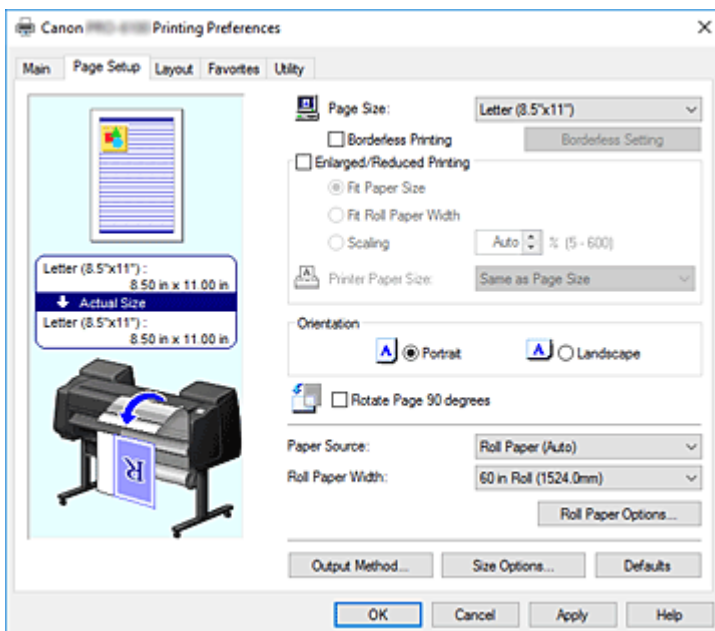 Canon Printing Preferences
Main Page Setup Layout Favorites Utility
Page Size: Letter (8.5"x11")
Borderless Printing Borderless Setting
Enlarged/Reduced Printing
Fit Paper Size
Fit Roll Paper Width
Scaling Auto % (5 - 600)
Printer Paper Size: Same as Page Size
Letter (8.5"x11") :
8.50 in x 11.00 in
Actual Size
Letter (8.5"x11") :
8.50 in x 11.00 in
Orientation
A Portrait A Landscape
Rotate Page 90 degrees
Paper Source: Roll Paper (Auto)
Roll Paper Width: 60 in Roll (1524.0mm)
Roll Paper Options...
R
Output Method... Size Options... Defaults
OK Cancel Apply Help